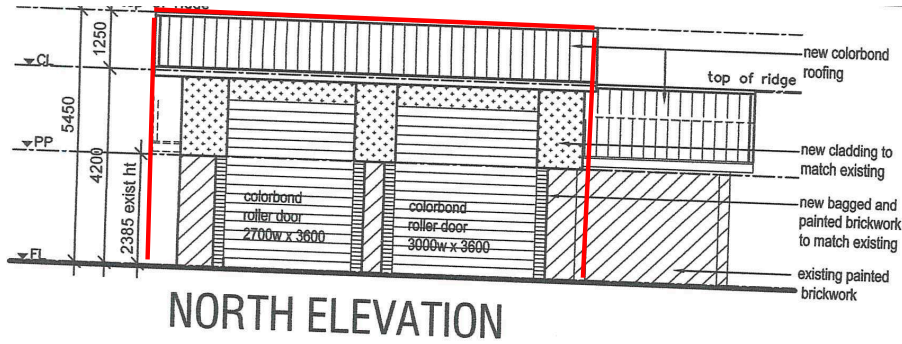 ridge
1250
new colorbond
roofing
CL
top of ridge
5450
PP
4200
2385 exist ht
new cladding to
match existing
colorbond
roller door
2700w x 3600
colorbond
roller door
3000w x 3600
new bagged and
painted brickwork
to match existing
FL
existing painted
brickwork
NORTH ELEVATION